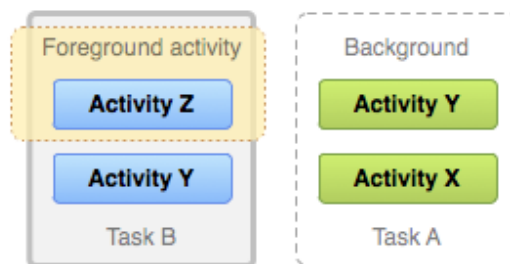 Foreground activity
Activity Z
Activity Y
Task B
Background
Activity Y
Activity X
Task A